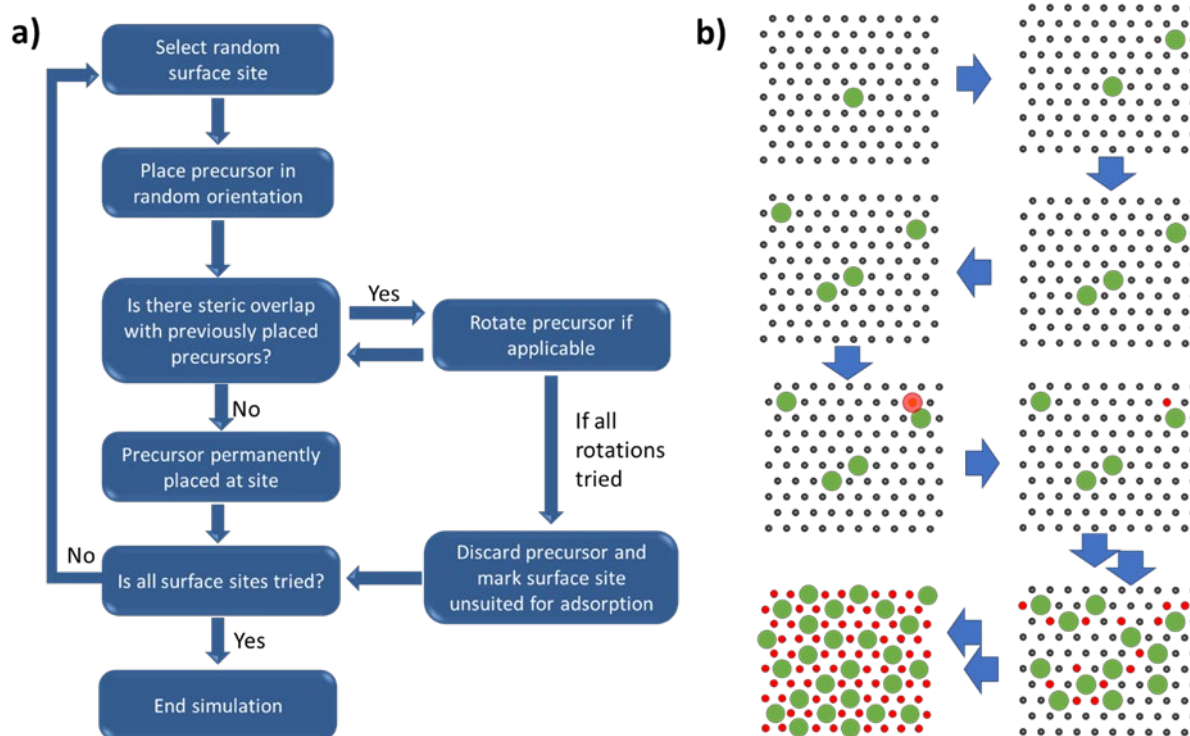 a)
Select random
surface site
Place precursor in
random orientation
Is there steric overlap
with previously placed
precursors?
Yes
Rotate precursor if
applicable
No
If all
rotations
tried
Precursor permanently
placed at site
No
Is all surface sites tried?
Discard precursor and
mark surface site
unsuited for adsorption
Yes
End simulation
b)